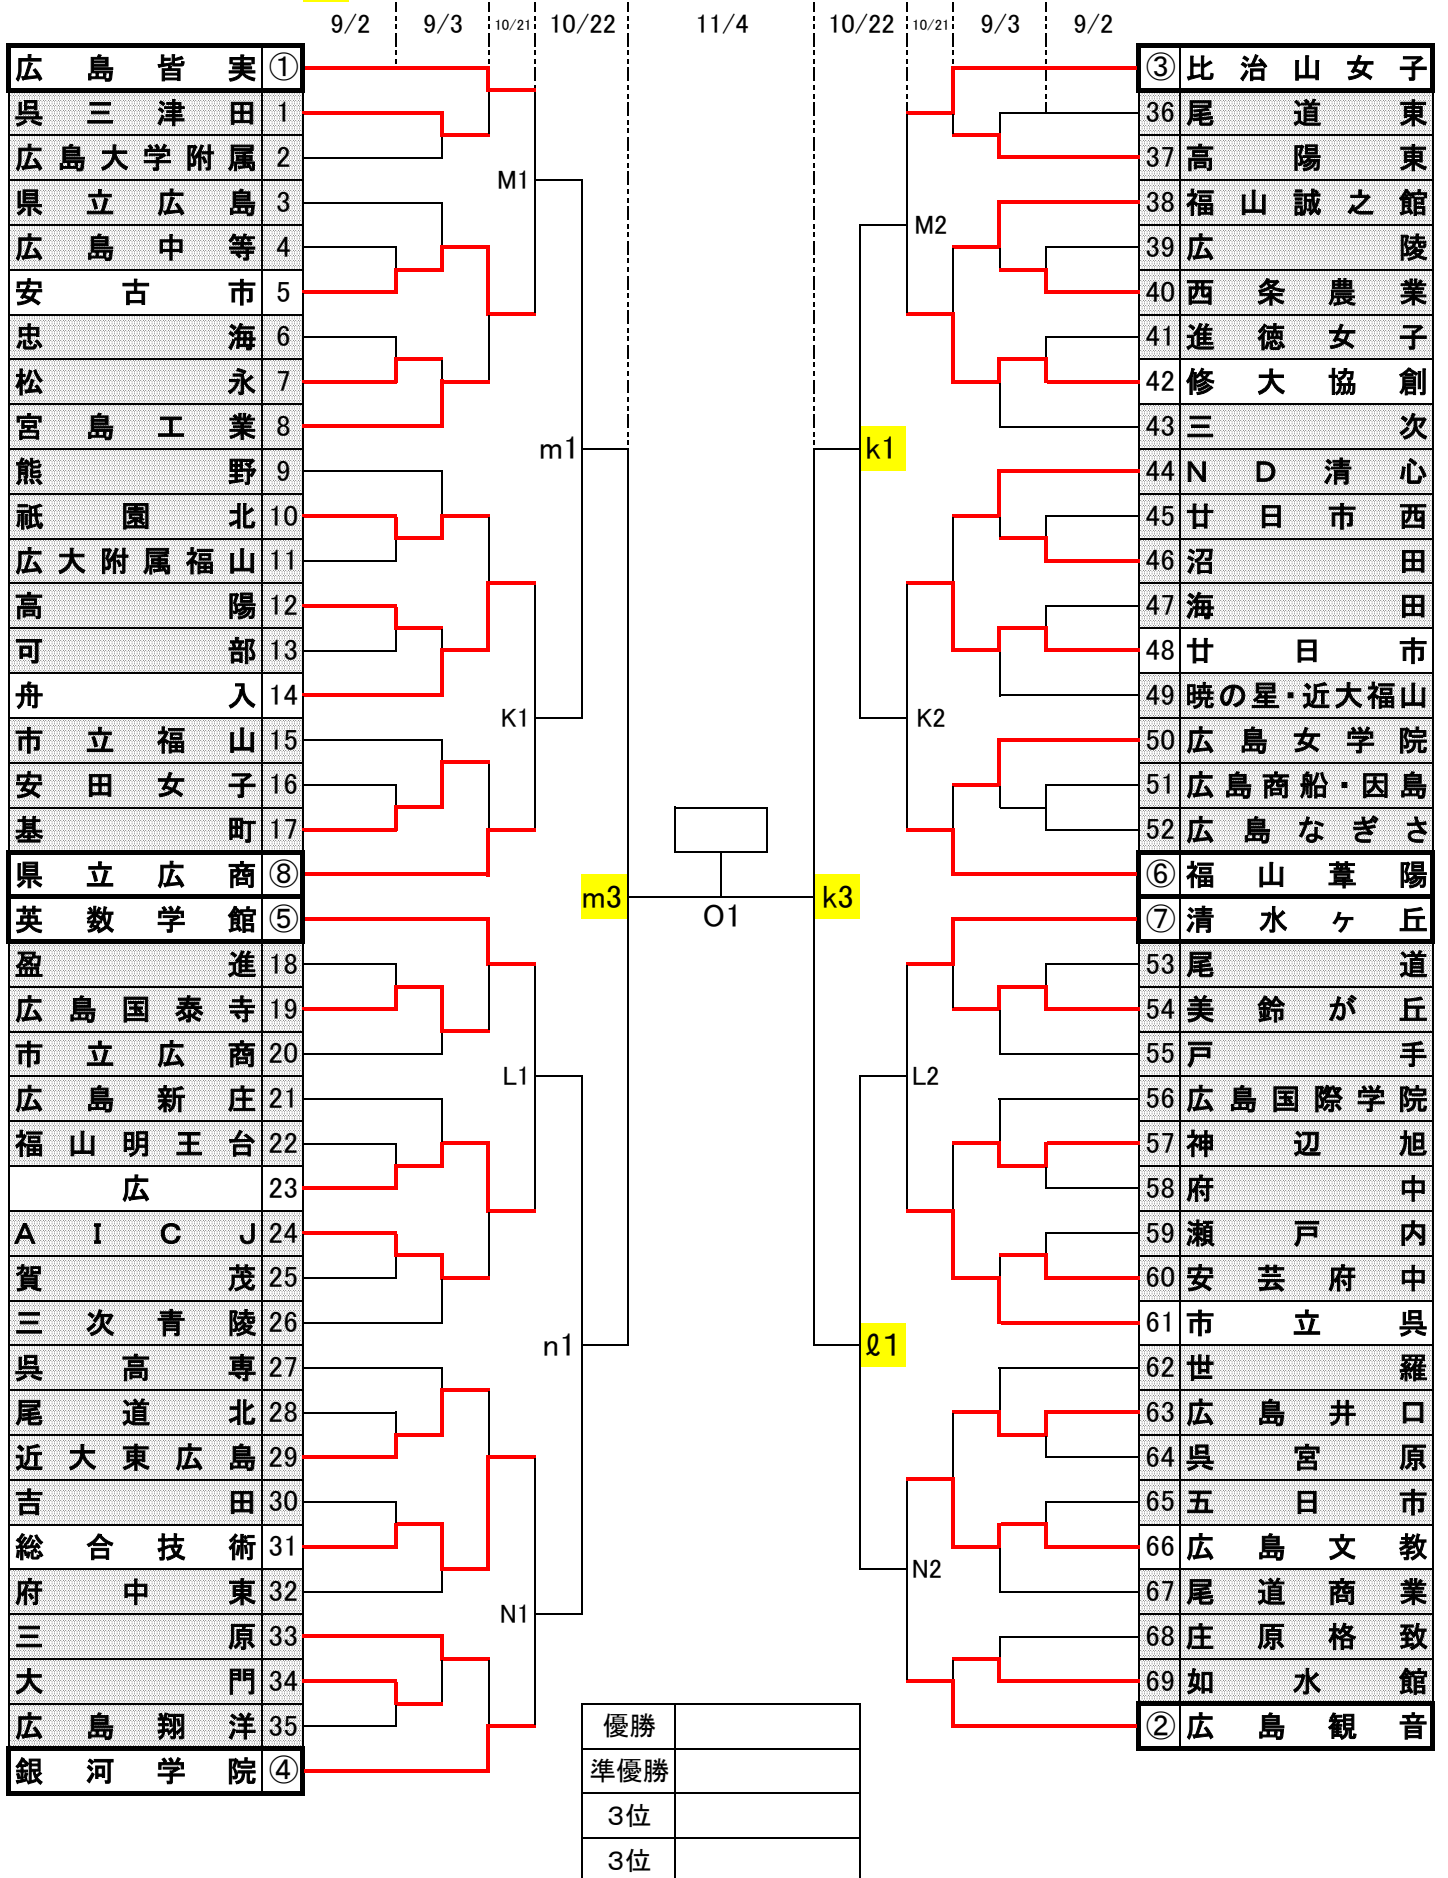 9/2 9/3 10/21 10/22 11/4 10/22 10/21 9/3 9/2
広島皆実 ① ③ 比治山女子
呉三津田 1 36 尾道東
広島大学附属 2 37 高陽東
M1
県立広島 3 38 福山誠之館
M2
広島中等 4 39 広陵
安古市 5 40 西条農業
忠海 6 41 進徳女子
松永 7 42 修大協創
宮島工業 8 43 三次
m1 k1
熊野 9 44 ND清心
祇園北 10 45 廿日市西
広大附属福山 11 46 沼田
高陽 12 47 海田
可部 13 48 廿日市
舟入 14 49 暁の星・近大福山
K1 K2
市立福山 15 50 広島女学院
安田女子 16 51 広島商船・因島
基町 17 52 広島なぎさ
県立広商 ⑧ ⑥ 福山葦陽
m3 k3
英数学館 ⑤ O1 ⑦ 清水ヶ丘
盈進 18 53 尾道
広島国泰寺 19 54 美鈴が丘
市立広商 20 55 戸手
L1 L2
広島新庄 21 56 広島国際学院
福山明王台 22 57 神辺旭
広 23 58 府中
AICJ 24 59 瀬戸内
賀茂 25 60 安芸府中
三次青陵 26 61 市立呉
n1 ℓ1
呉高専 27 62 世羅
尾道北 28 63 広島井口
近大東広島 29 64 呉宮原
吉田 30 65 五日市
総合技術 31 66 広島文教
N2
府中東 32 67 尾道商業
N1
三原 33 68 庄原格致
大門 34 69 如水館
広島翔洋 35 ② 広島観音
優勝
銀河学院 ④
準優勝
3位
3位